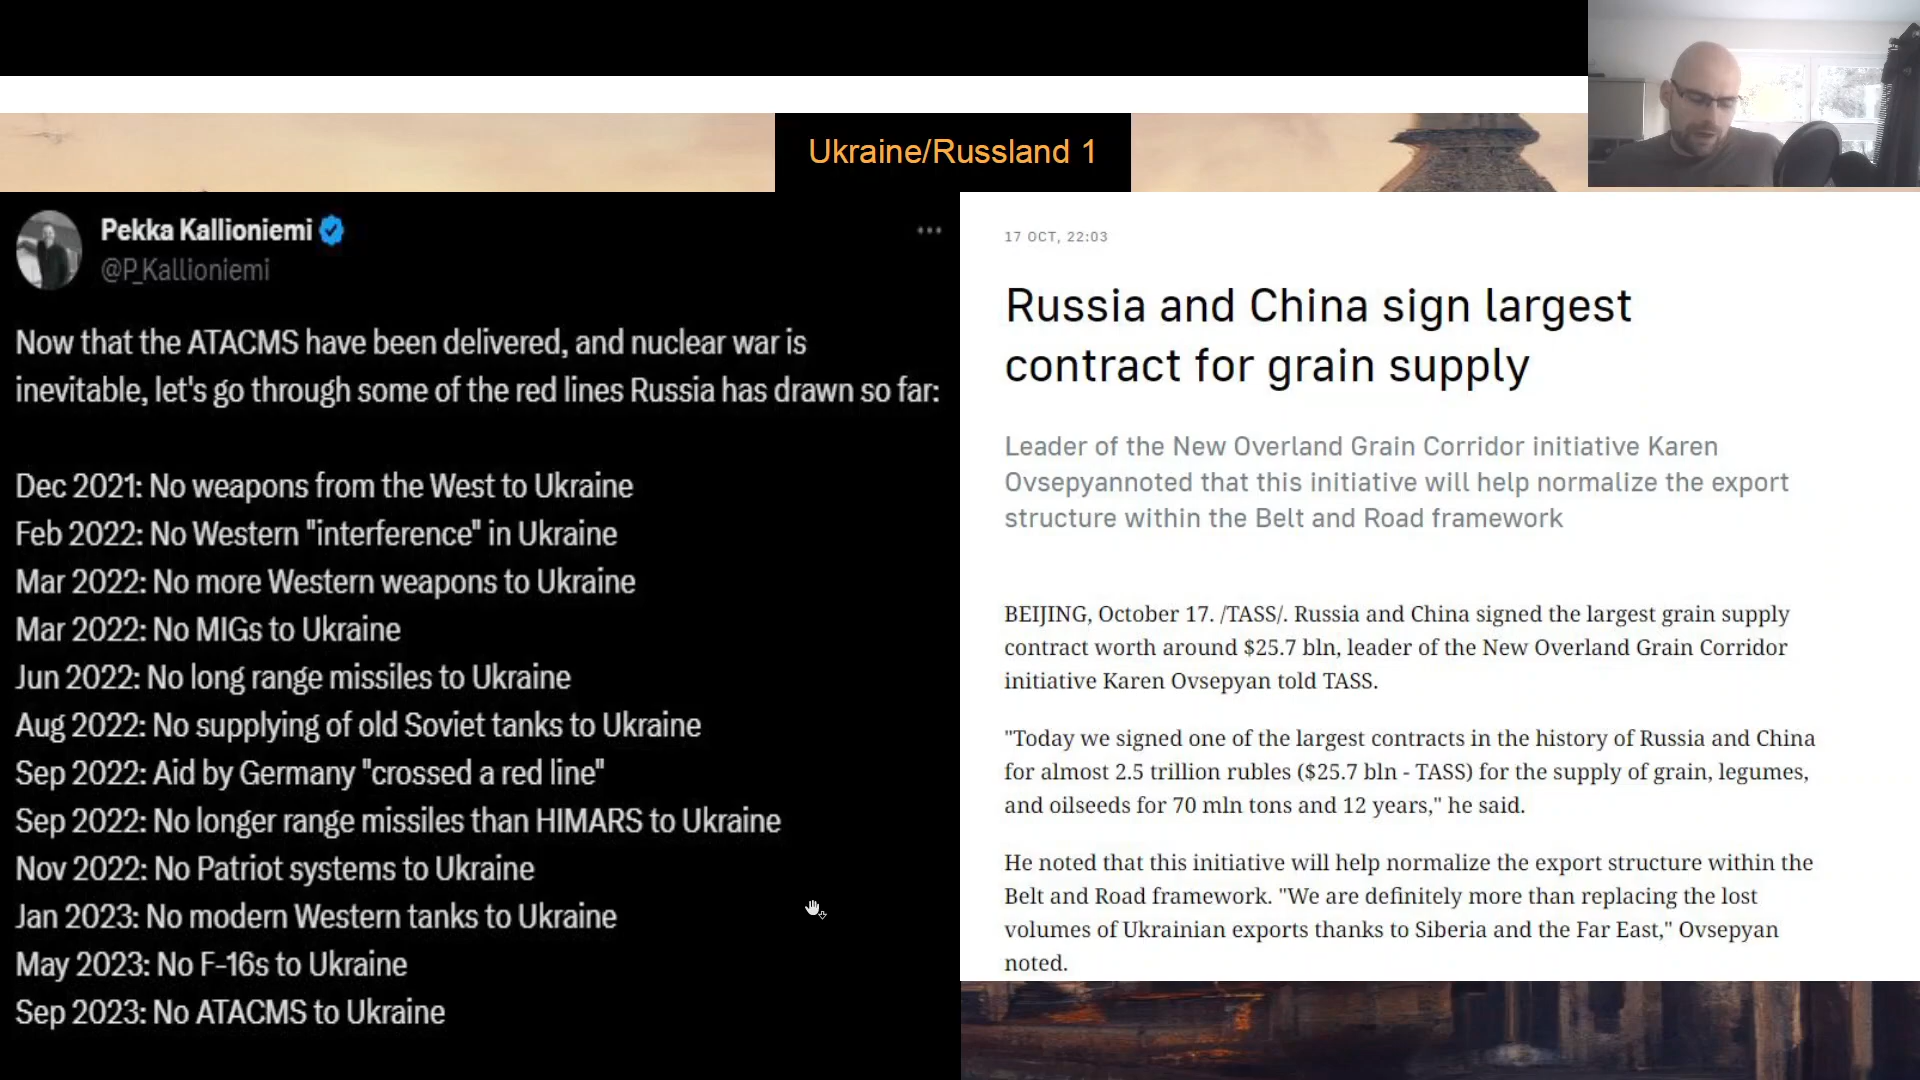 Ukraine/Russland 1
Pekka Kallioniemi
@P_Kallioniemi
Now that the ATACMS have been delivered, and nuclear war is
inevitable, let's go through some of the red lines Russia has drawn so far:
Dec 2021: No weapons from the West to Ukraine
Feb 2022: No Western "interference" in Ukraine
Mar 2022: No more Western weapons to Ukraine
Mar 2022: No MIGs to Ukraine
Jun 2022: No long range missiles to Ukraine
Aug 2022: No supplying of old Soviet tanks to Ukraine
Sep 2022: Aid by Germany "crossed a red line"
Sep 2022: No longer range missiles than HIMARS to Ukraine
Nov 2022: No Patriot systems to Ukraine
Jan 2023: No modern Western tanks to Ukraine
May 2023: No F-16s to Ukraine
Sep 2023: No ATACMS to Ukraine
17 OCT, 22:03
Russia and China sign largest
contract for grain supply
Leader of the New Overland Grain Corridor initiative Karen
Ovsepyannoted that this initiative will help normalize the export
structure within the Belt and Road framework
BEIJING, October 17. /TASS/. Russia and China signed the largest grain supply
contract worth around $25.7 bln, leader of the New Overland Grain Corridor
initiative Karen Ovsepyan told TASS.
"Today we signed one of the largest contracts in the history of Russia and China
for almost 2.5 trillion rubles ($25.7 bln - TASS) for the supply of grain, legumes,
and oilseeds for 70 mln tons and 12 years," he said.
He noted that this initiative will help normalize the export structure within the
Belt and Road framework. "We are definitely more than replacing the lost
volumes of Ukrainian exports thanks to Siberia and the Far East," Ovsepyan
noted.